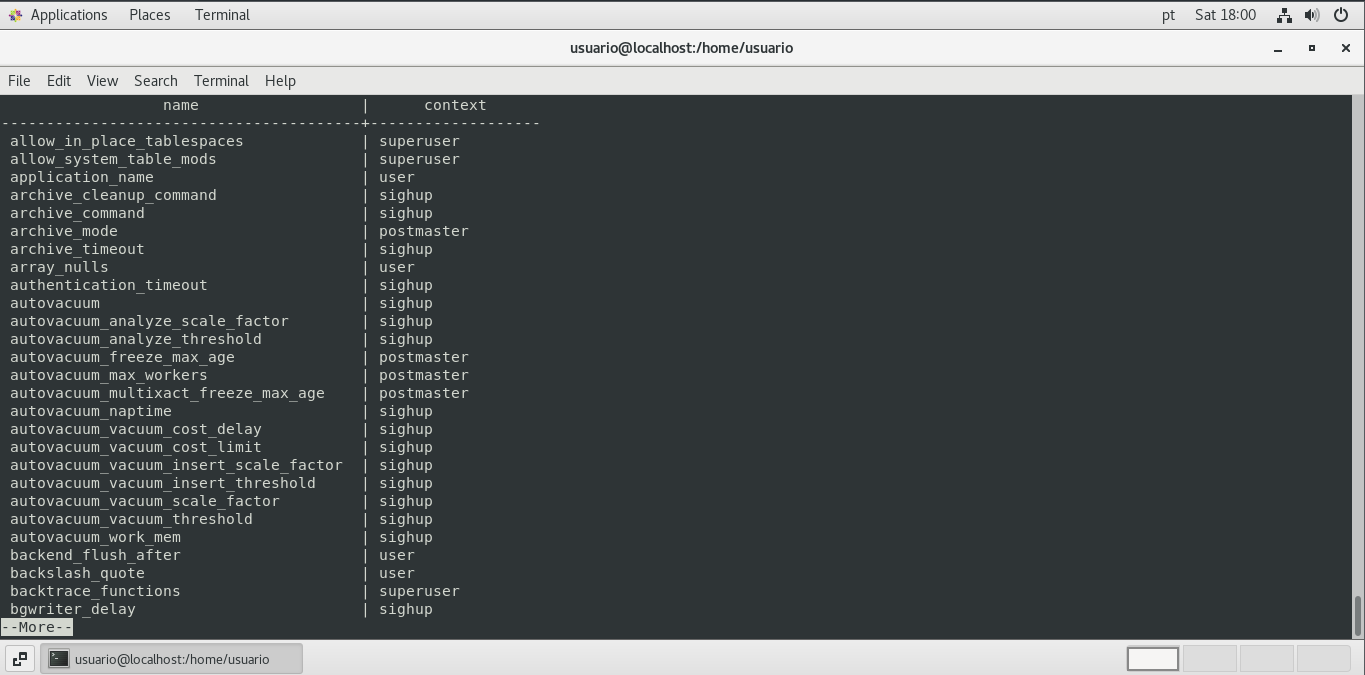 Applications Places Terminal pt Sat 18:00
usuario@localhost:/home/usuario
File Edit View Search Terminal Help
name | context
----------------------------------------+-------------------
allow_in_place_tablespaces | superuser
allow_system_table_mods | superuser
application_name | user
archive_cleanup_command | sighup
archive_command | sighup
archive_mode | postmaster
archive_timeout | sighup
array_nulls | user
authentication_timeout | sighup
autovacuum | sighup
autovacuum_analyze_scale_factor | sighup
autovacuum_analyze_threshold | sighup
autovacuum_freeze_max_age | postmaster
autovacuum_max_workers | postmaster
autovacuum_multixact_freeze_max_age | postmaster
autovacuum_naptime | sighup
autovacuum_vacuum_cost_delay | sighup
autovacuum_vacuum_cost_limit | sighup
autovacuum_vacuum_insert_scale_factor | sighup
autovacuum_vacuum_insert_threshold | sighup
autovacuum_vacuum_scale_factor | sighup
autovacuum_vacuum_threshold | sighup
autovacuum_work_mem | sighup
backend_flush_after | user
backslash_quote | user
backtrace_functions | superuser
bgwriter_delay | sighup
--More--
usuario@localhost:/home/usuario